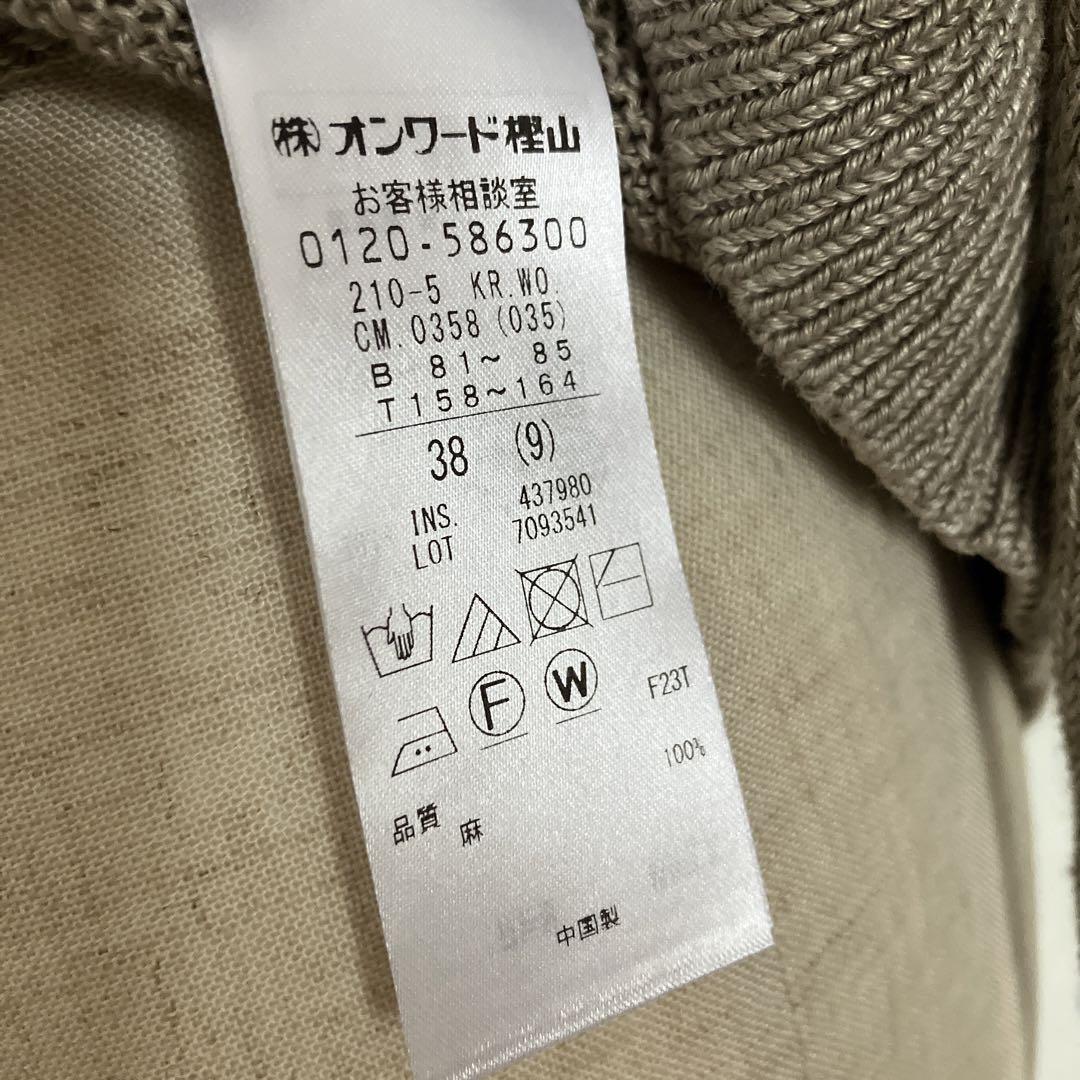 (株)オンワード樫山
お客様相談室
0120-586300
210-5 KR.WO.
CM.0358 (035)
B 81〜 85
T158〜164
38 (9)
INS. 437980
LOT 7093541
F W F23T
品質 麻 100%
中国製